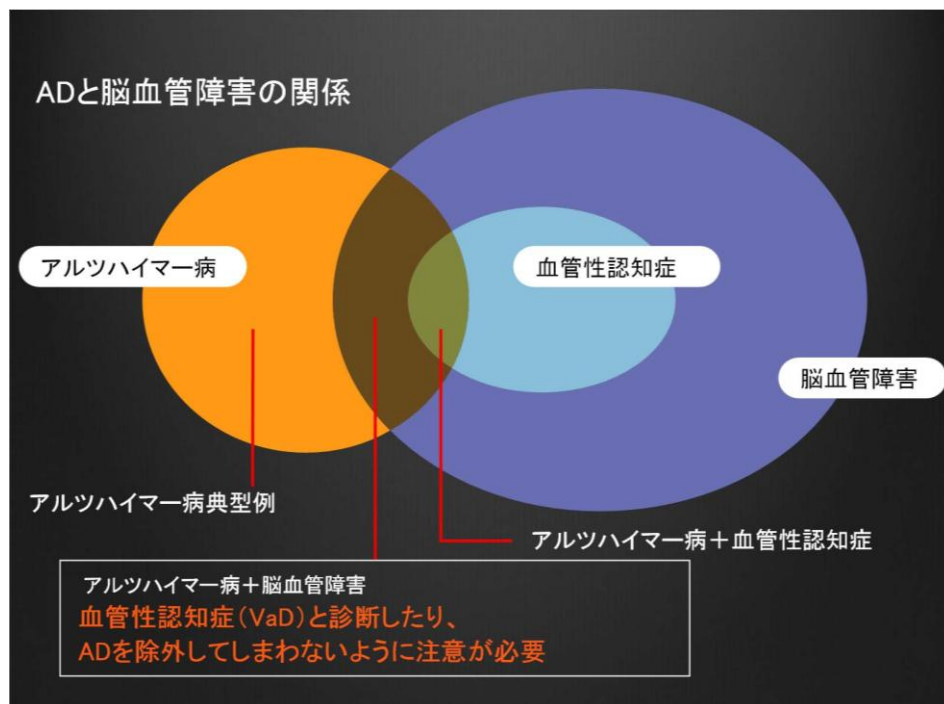 ADと脳血管障害の関係
アルツハイマー病
血管性認知症
脳血管障害
アルツハイマー病典型例
アルツハイマー病＋血管性認知症
アルツハイマー病＋脳血管障害
血管性認知症（VaD）と診断したり、
ADを除外してしまわないように注意が必要